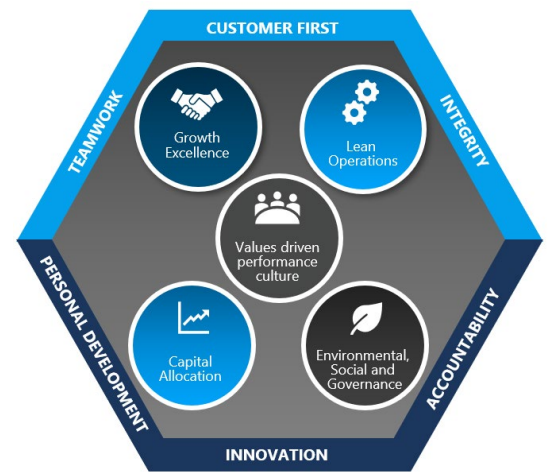 CUSTOMER FIRST
TEAMWORK
INTEGRITY
Growth
Excellence
Lean
Operations
Values driven
performance
culture
Capital
Allocation
Environmental,
Social and
Governance
PERSONAL DEVELOPMENT
ACCOUNTABILITY
INNOVATION